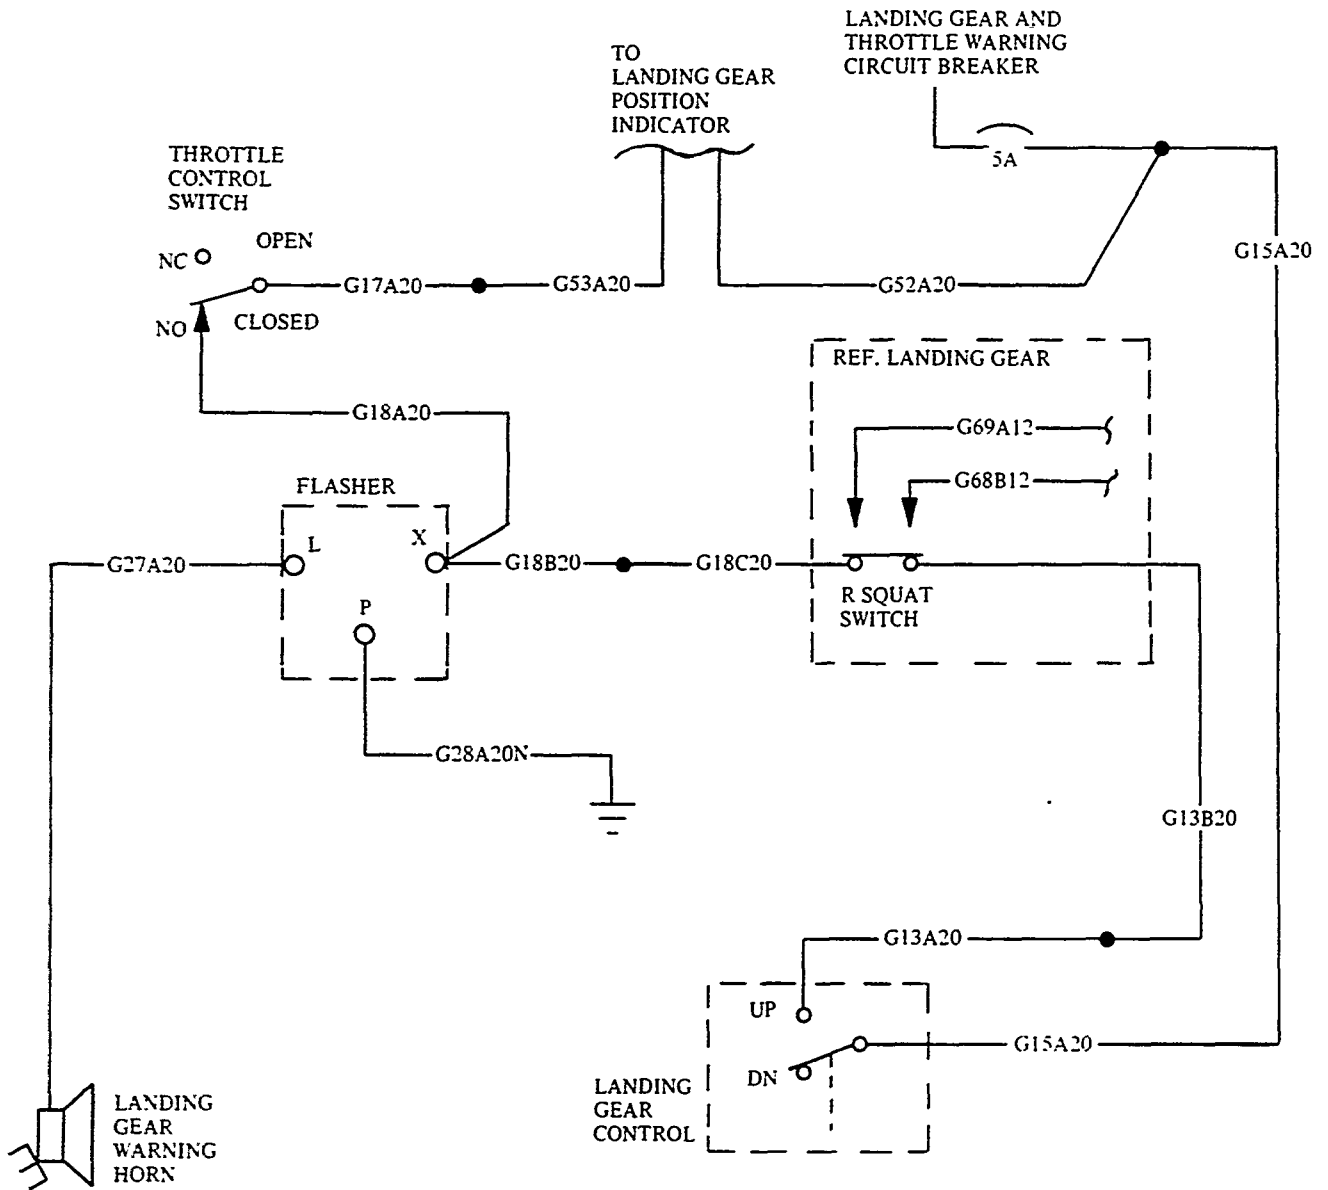 LANDING GEAR AND
THROTTLE WARNING
CIRCUIT BREAKER
TO
LANDING GEAR
POSITION
INDICATOR
5A
THROTTLE
CONTROL
SWITCH
OPEN
NC
G15A20
G17A20
G53A20
G52A20
NO
CLOSED
REF. LANDING GEAR
G18A20
G69A12
G68B12
FLASHER
L
X
G27A20
G18B20
G18C20
R SQUAT
SWITCH
P
G28A20N
G13B20
G13A20
UP
G15A20
DN
LANDING
GEAR
CONTROL
LANDING
GEAR
WARNING
HORN